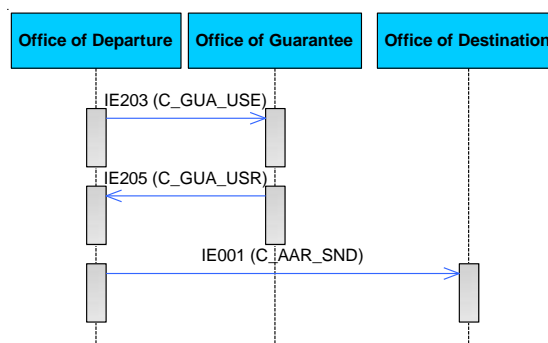 Office of Departure
Office of Guarantee
Office of Destination
IE203 (C_GUA_USE)
IE205 (C_GUA_USR)
IE001 (C_AAR_SND)